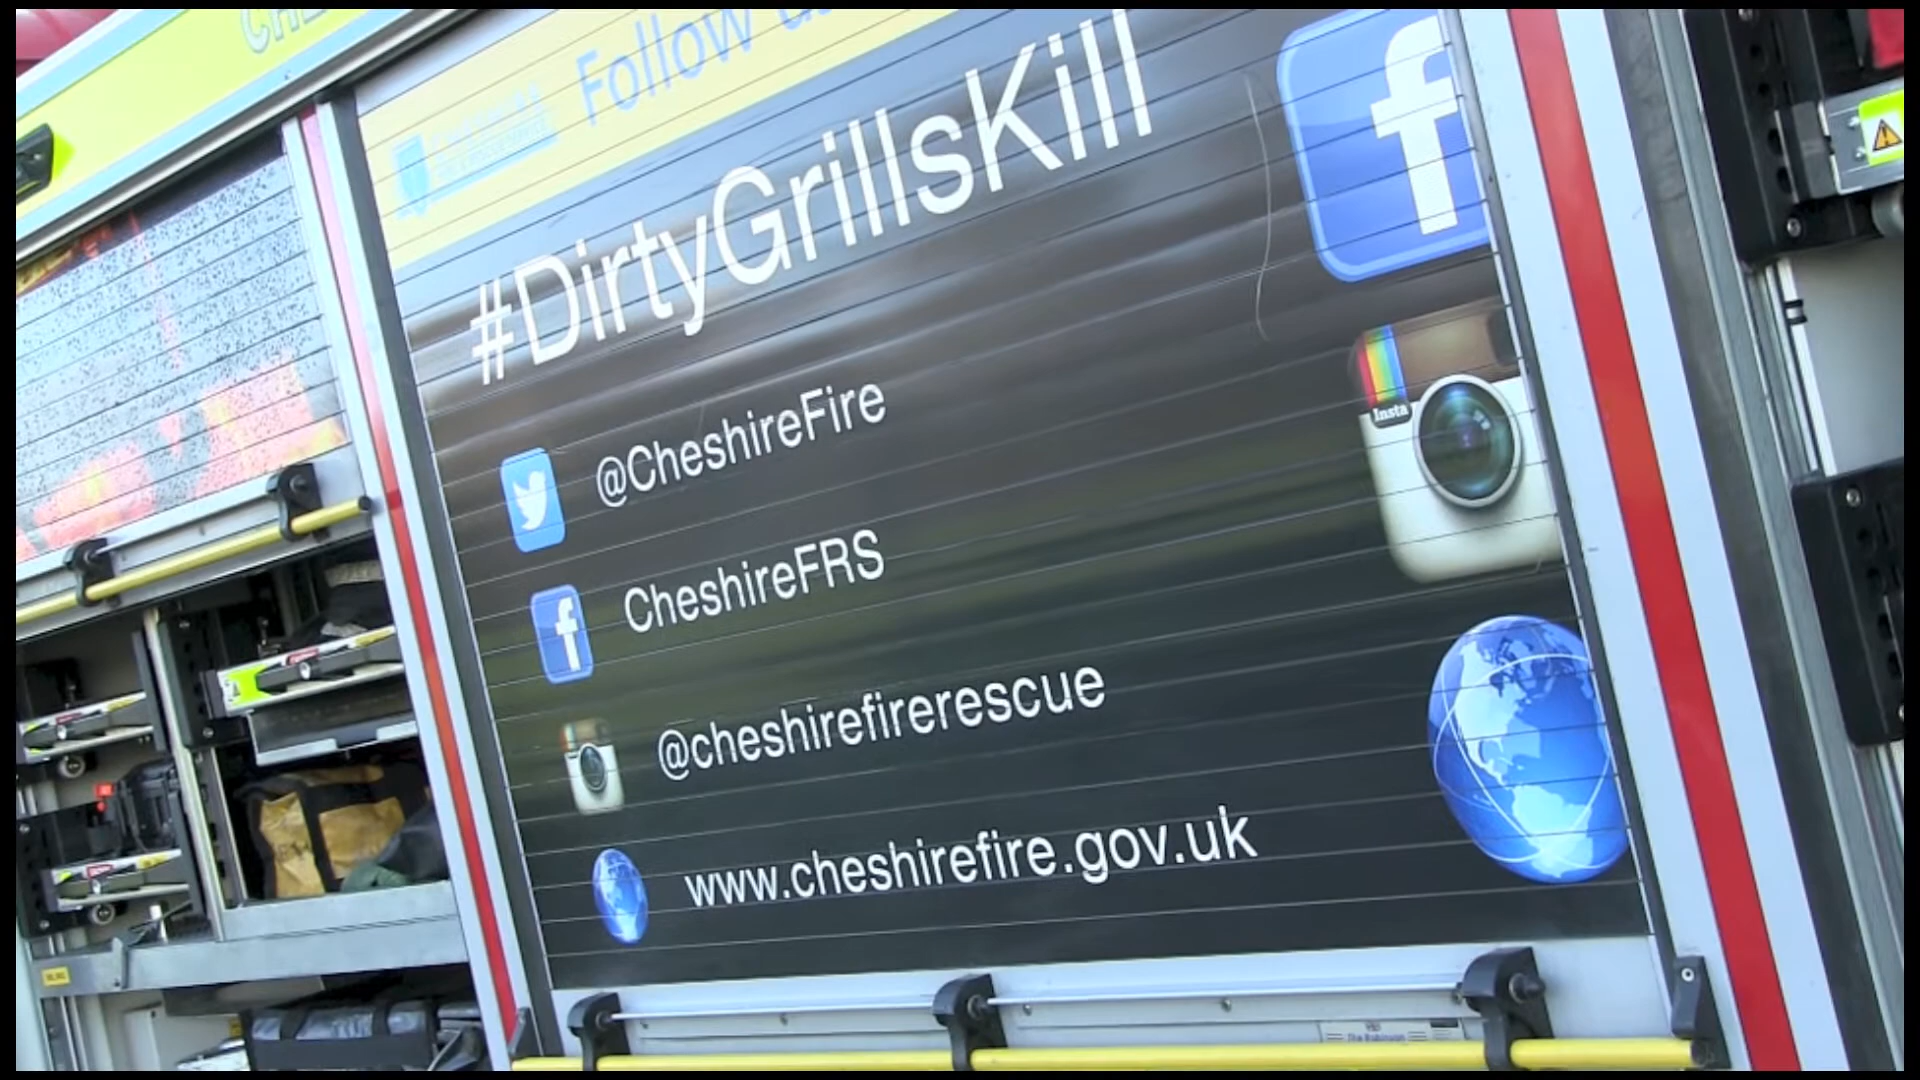 Follow
#DirtyGrillsKill
@CheshireFire
CheshireFRS
@cheshirefirerescue
www.cheshirefire.gov.uk
Insta